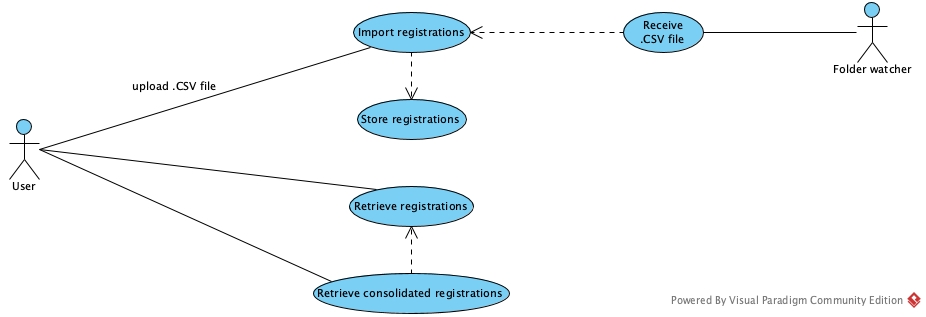 Import registrations
Receive
.CSV file
Folder watcher
upload .CSV file
Store registrations
User
Retrieve registrations
Retrieve consolidated registrations
Powered By Visual Paradigm Community Edition